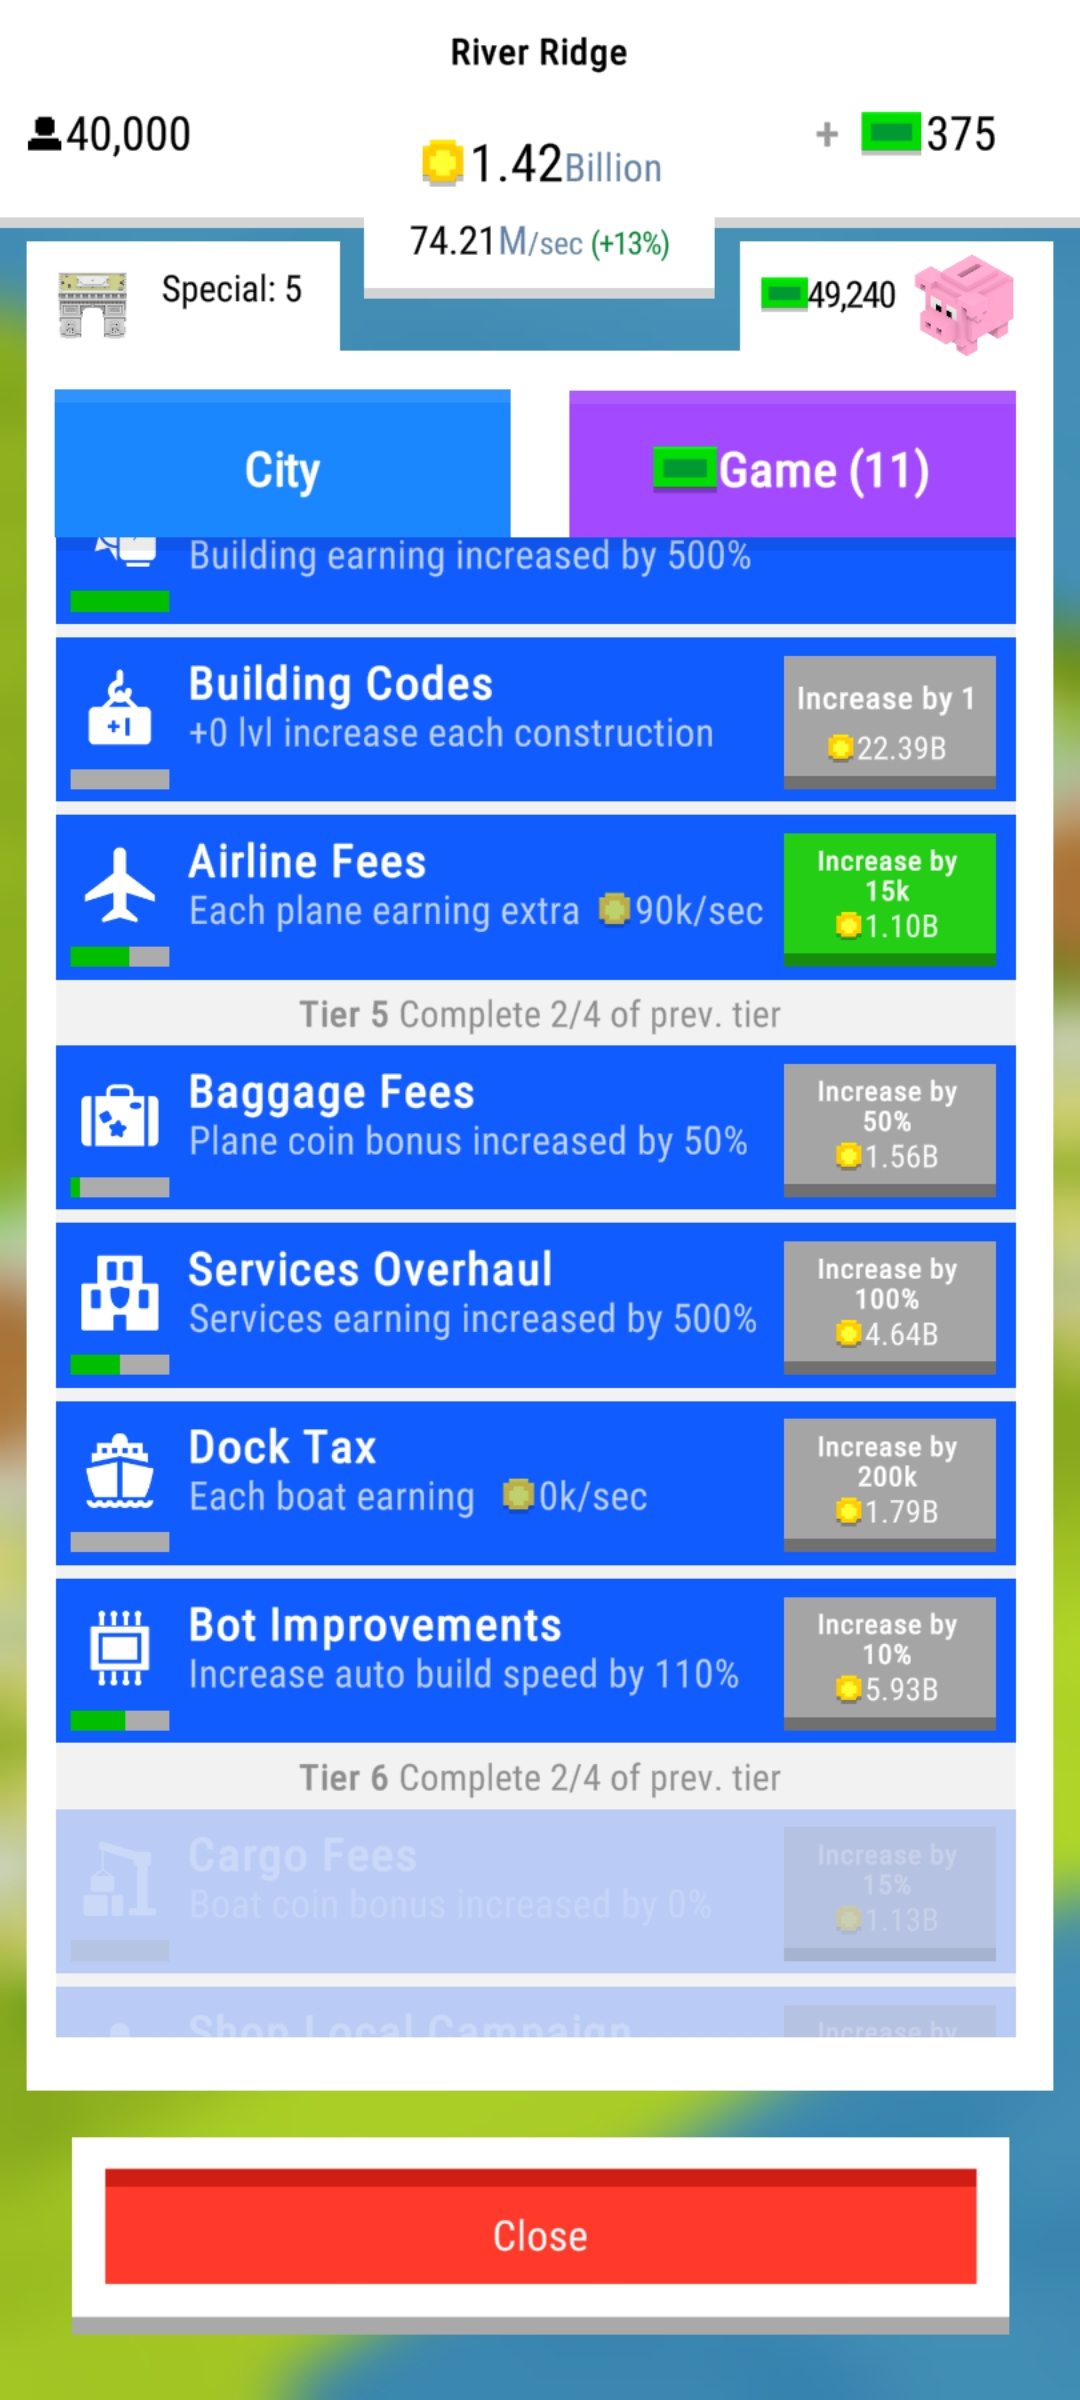 River Ridge
40,000
1.42Billion
+ 375
74.21M/sec (+13%)
Special: 5
49,240
City
Game (11)
Building earning increased by 500%
Building Codes
+0 lvl increase each construction
Increase by 1
22.39B
Airline Fees
Each plane earning extra 90k/sec
Increase by
15k
1.10B
Tier 5 Complete 2/4 of prev. tier
Baggage Fees
Plane coin bonus increased by 50%
Increase by
50%
1.56B
Services Overhaul
Services earning increased by 500%
Increase by
100%
4.64B
Dock Tax
Each boat earning 0k/sec
Increase by
200k
1.79B
Bot Improvements
Increase auto build speed by 110%
Increase by
10%
5.93B
Tier 6 Complete 2/4 of prev. tier
Cargo Fees
Boat coin bonus increased by 0%
Increase by
15%
1.13B
Shop Local Campaign
Increase by
Close